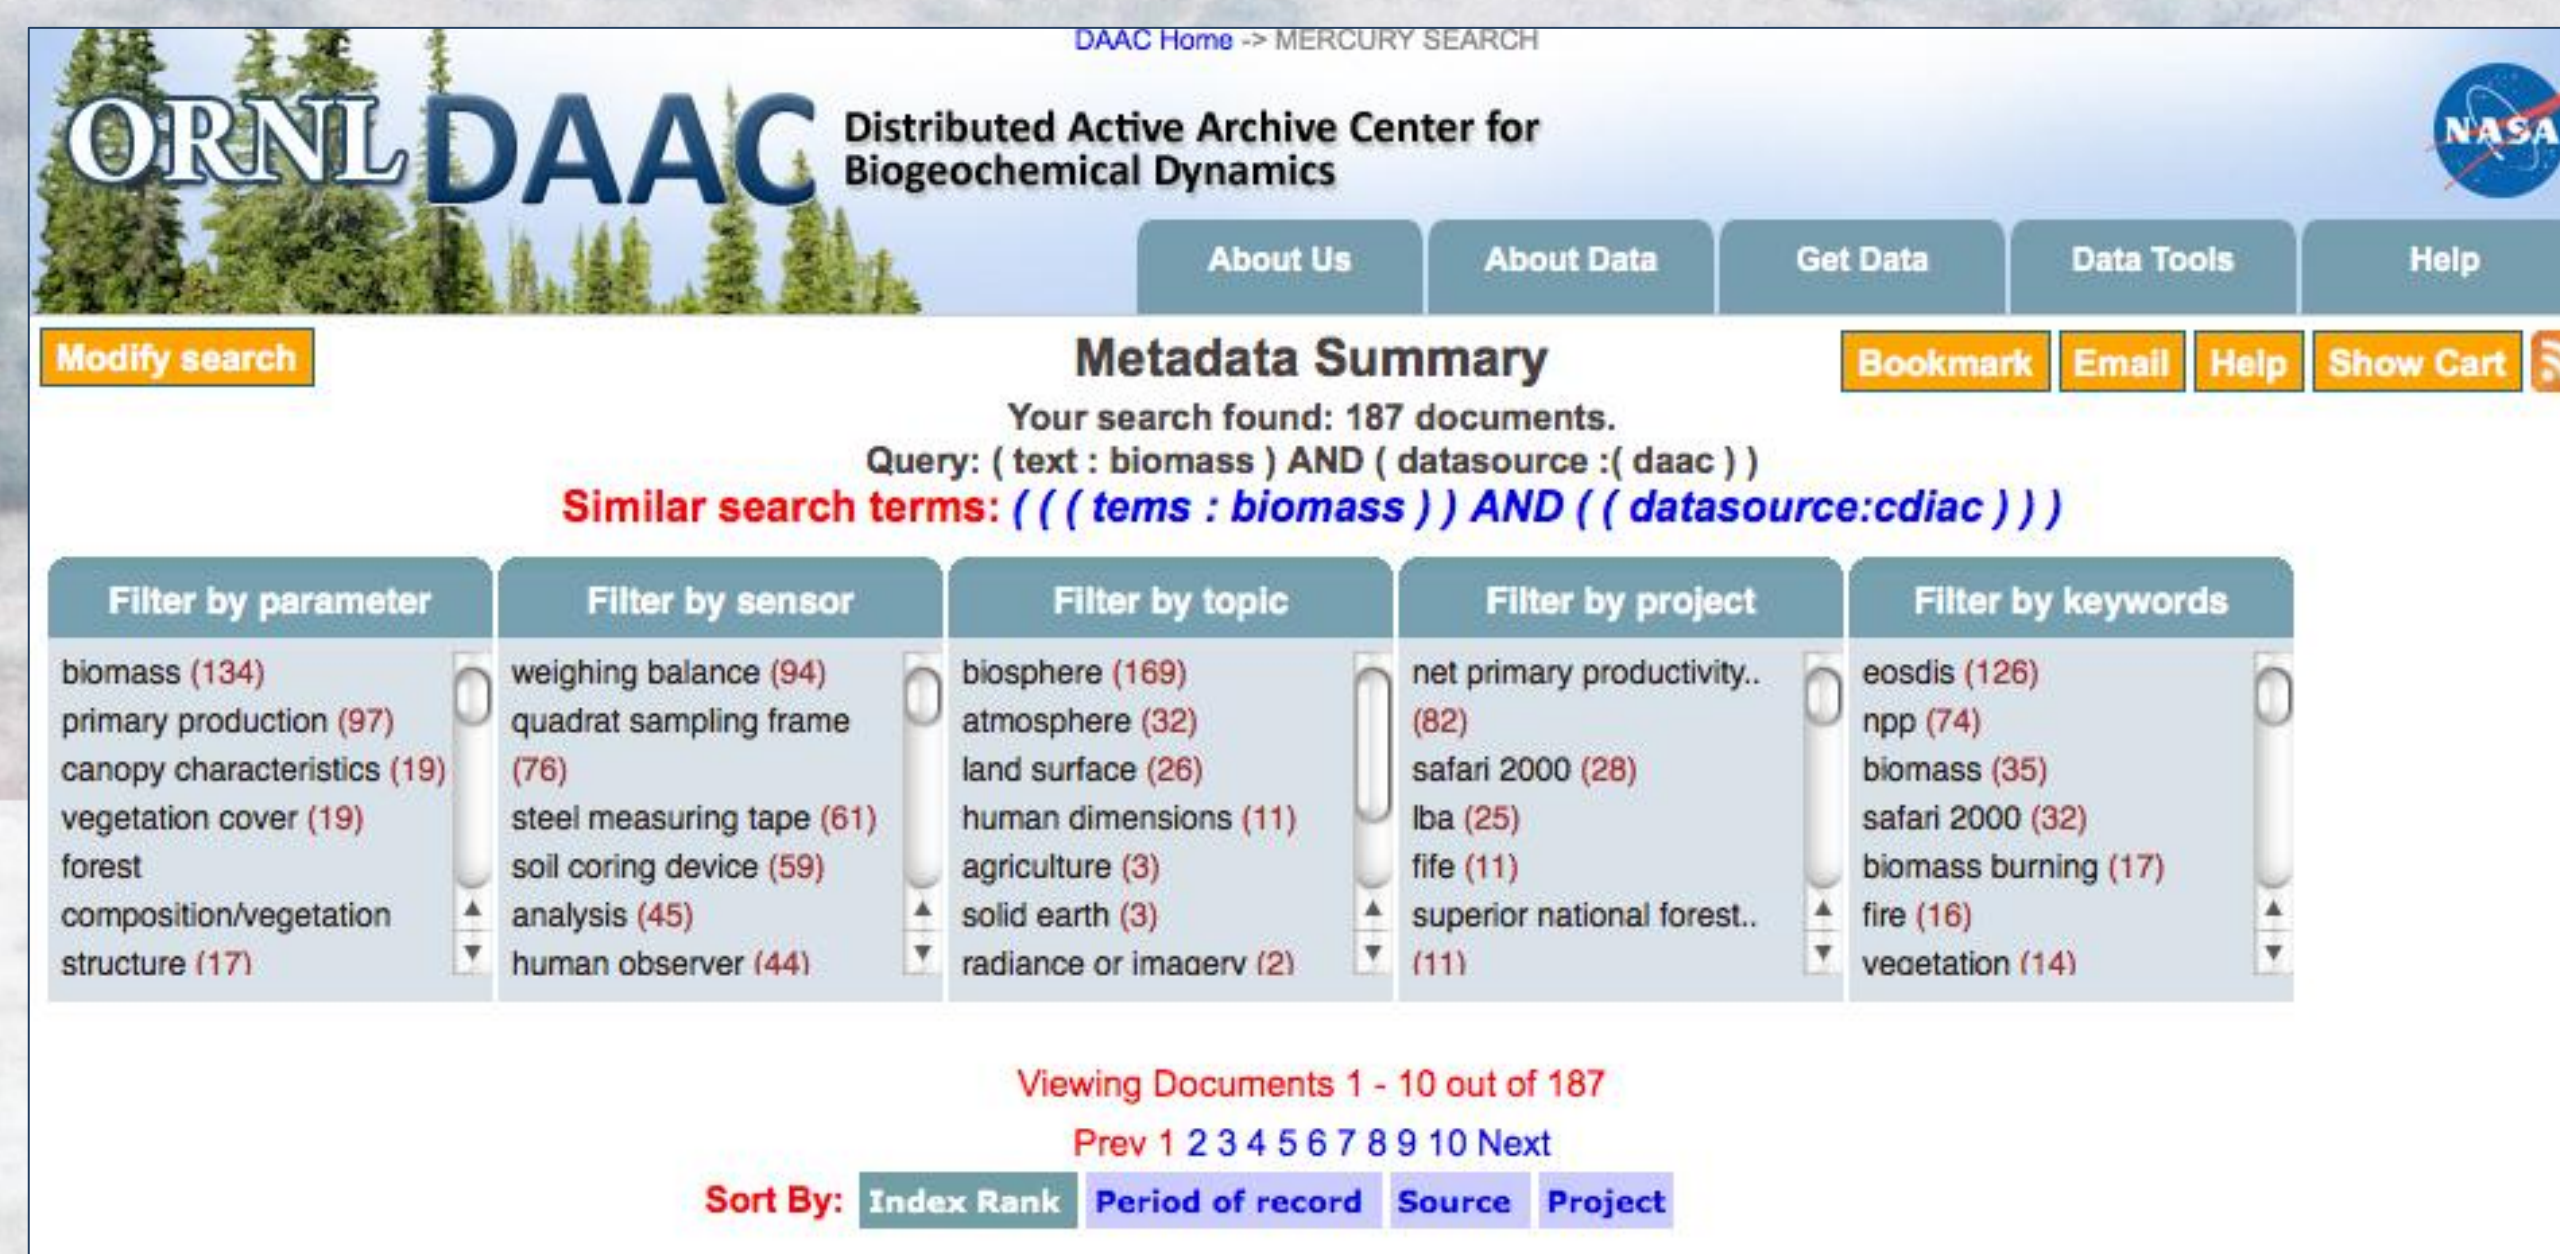 DAAC Home -> MERCURY SEARCH
ORNL DAAC
Distributed Active Archive Center for
Biogeochemical Dynamics
NASA
About Us
About Data
Get Data
Data Tools
Help
Modify search
Metadata Summary
Bookmark
Email
Help
Show Cart
Your search found: 187 documents.
Query: ( text : biomass ) AND ( datasource :( daac ) )
Similar search terms: ( ( ( tems : biomass ) ) AND ( ( datasource:cdiac ) ) )
Filter by parameter
biomass (134)
primary production (97)
canopy characteristics (19)
vegetation cover (19)
forest
composition/vegetation
structure (17)
Filter by sensor
weighing balance (94)
quadrat sampling frame
(76)
steel measuring tape (61)
soil coring device (59)
analysis (45)
human observer (44)
Filter by topic
biosphere (169)
atmosphere (32)
land surface (26)
human dimensions (11)
agriculture (3)
solid earth (3)
radiance or imagery (2)
Filter by project
net primary productivity..
(82)
safari 2000 (28)
lba (25)
fife (11)
superior national forest..
(11)
Filter by keywords
eosdis (126)
npp (74)
biomass (35)
safari 2000 (32)
biomass burning (17)
fire (16)
vegetation (14)
Viewing Documents 1 - 10 out of 187
Prev 1 2 3 4 5 6 7 8 9 10 Next
Sort By: Index Rank Period of record Source Project